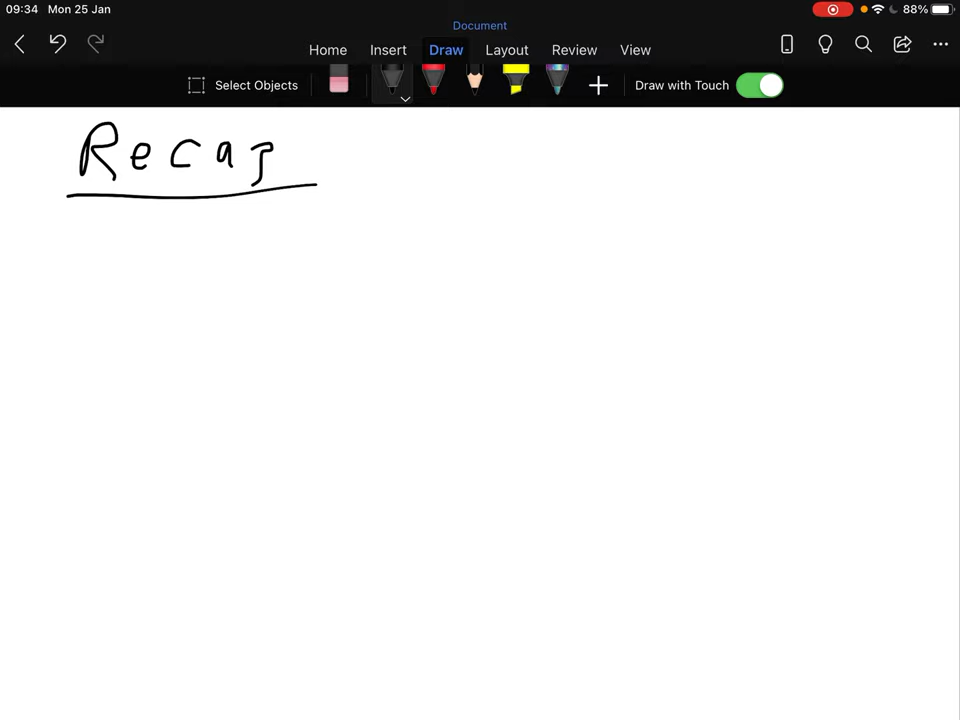 09:34 Mon 25 Jan 88%
Document
Home Insert Draw Layout Review View
Select Objects Draw with Touch
Recap